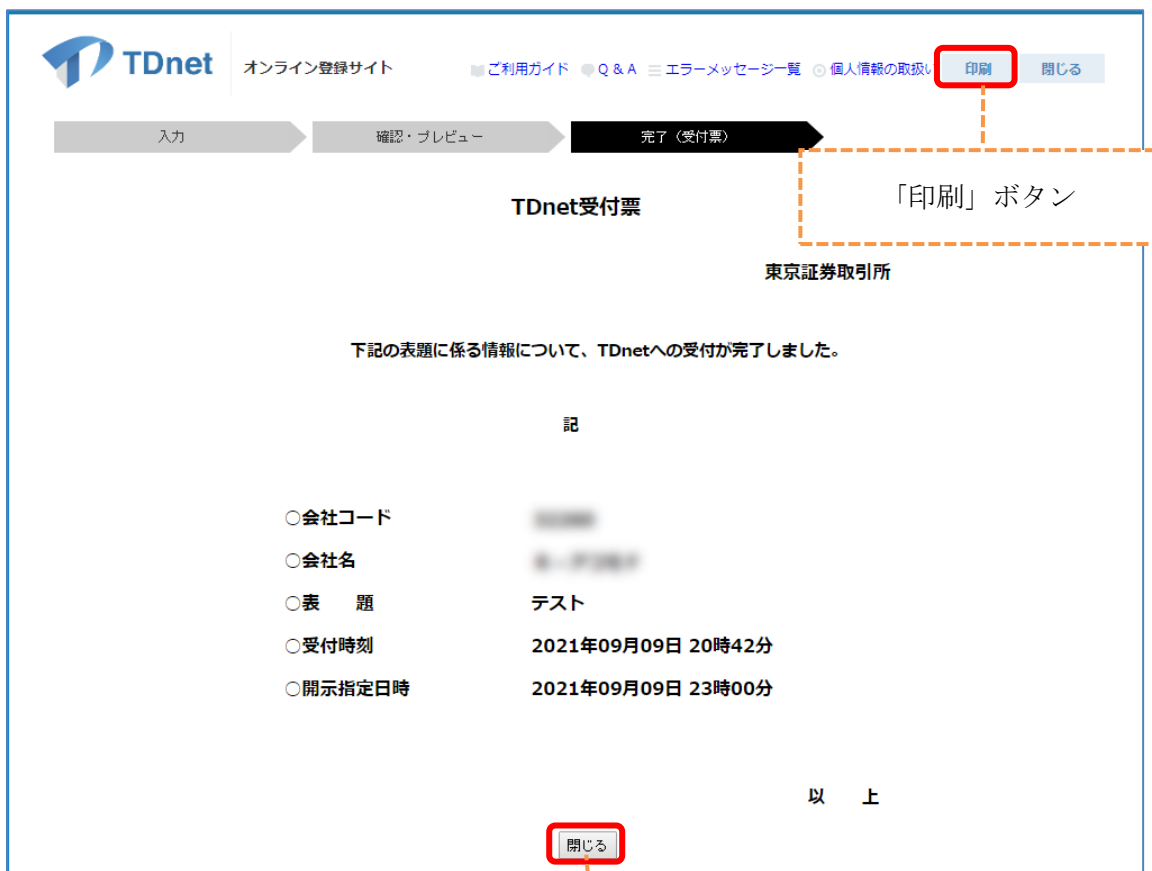 TDnet オンライン登録サイト ご利用ガイド Q & A エラーメッセージ一覧 個人情報の取扱い 印刷 閉じる
入力 確認・プレビュー 完了（受付票）
「印刷」ボタン
TDnet受付票
東京証券取引所
下記の表題に係る情報について、TDnetへの受付が完了しました。
記
○会社コード
○会社名
○表　題 テスト
○受付時刻 2021年09月09日 20時42分
○開示指定日時 2021年09月09日 23時00分
以　上
閉じる